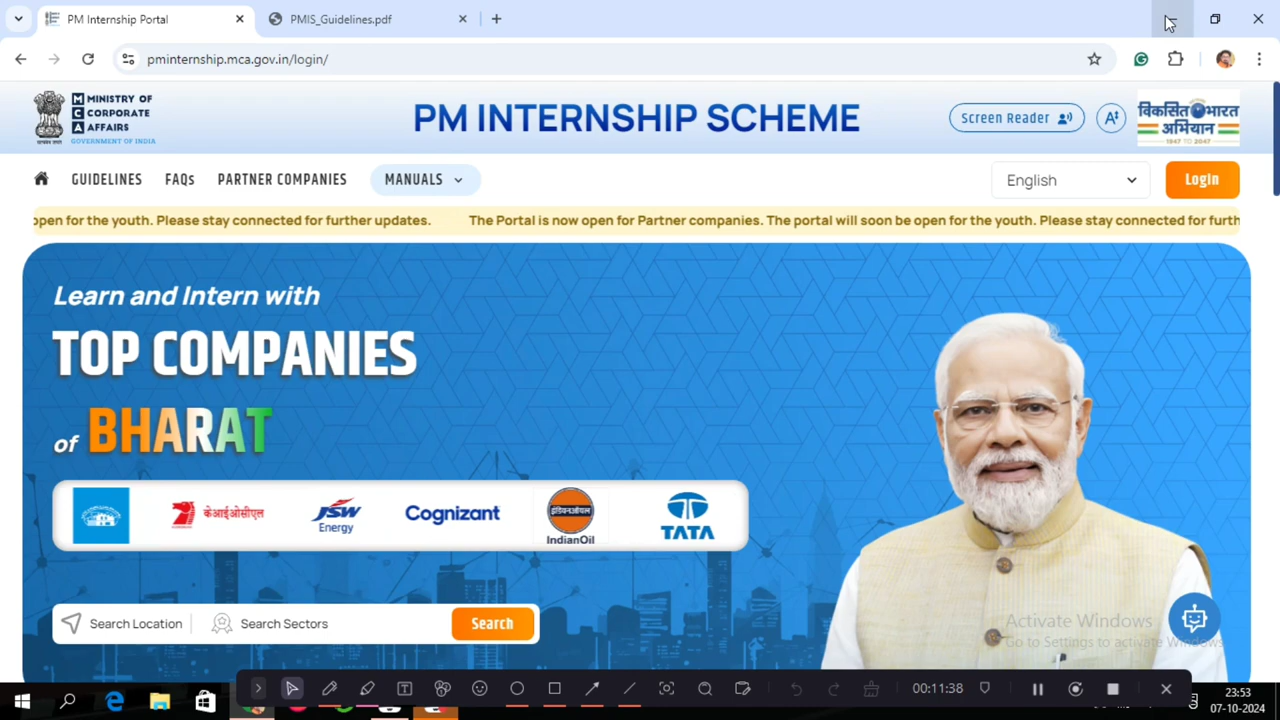 PM Internship Portal
PMIS_Guidelines.pdf
pminternship.mca.gov.in/login/
MINISTRY OF
CORPORATE
AFFAIRS
GOVERNMENT OF INDIA
PM INTERNSHIP SCHEME
Screen Reader
A
विकसित भारत
अभियान
1947 TO 2047
GUIDELINES
FAQs
PARTNER COMPANIES
MANUALS
English
Login
open for the youth. Please stay connected for further updates.
The Portal is now open for Partner companies. The portal will soon be open for the youth. Please stay connected for furth
Learn and Intern with
TOP COMPANIES
of BHARAT
केआईओसीएल
JSW
Energy
Cognizant
इंडियनऑयल
IndianOil
TATA
Search Location
Search Sectors
Search
Activate Windows
Go to Settings to activate Windows
00:11:38
23:53
07-10-2024